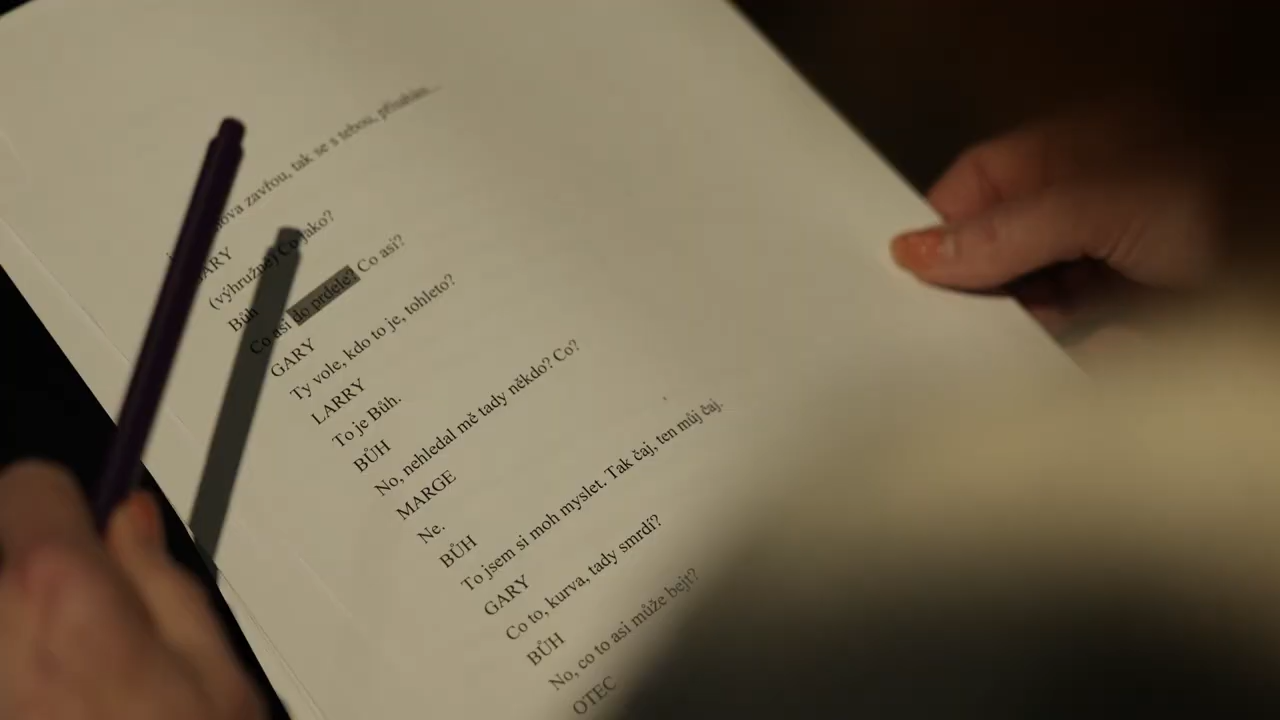 zavřou, tak se s tebou, přísahám...
GARY
(výhružně) Co jako?
Bůh
Co asi do prdele? Co asi?
GARY
Ty vole, kdo to je, tohleto?
LARRY
To je Bůh.
BŮH
No, nehledal mě tady někdo? Co?
MARGE
Ne.
BŮH
To jsem si moh myslet. Tak čaj, ten můj čaj.
GARY
Co to, kurva, tady smrdí?
BŮH
No, co to asi může bejt?
OTEC